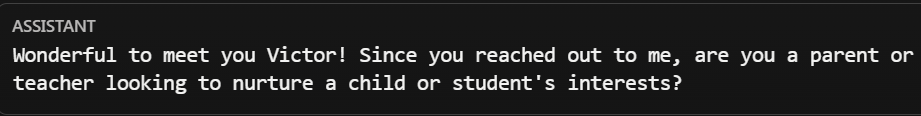 ASSISTANT
Wonderful to meet you Victor! Since you reached out to me, are you a parent or
teacher looking to nurture a child or student's interests?